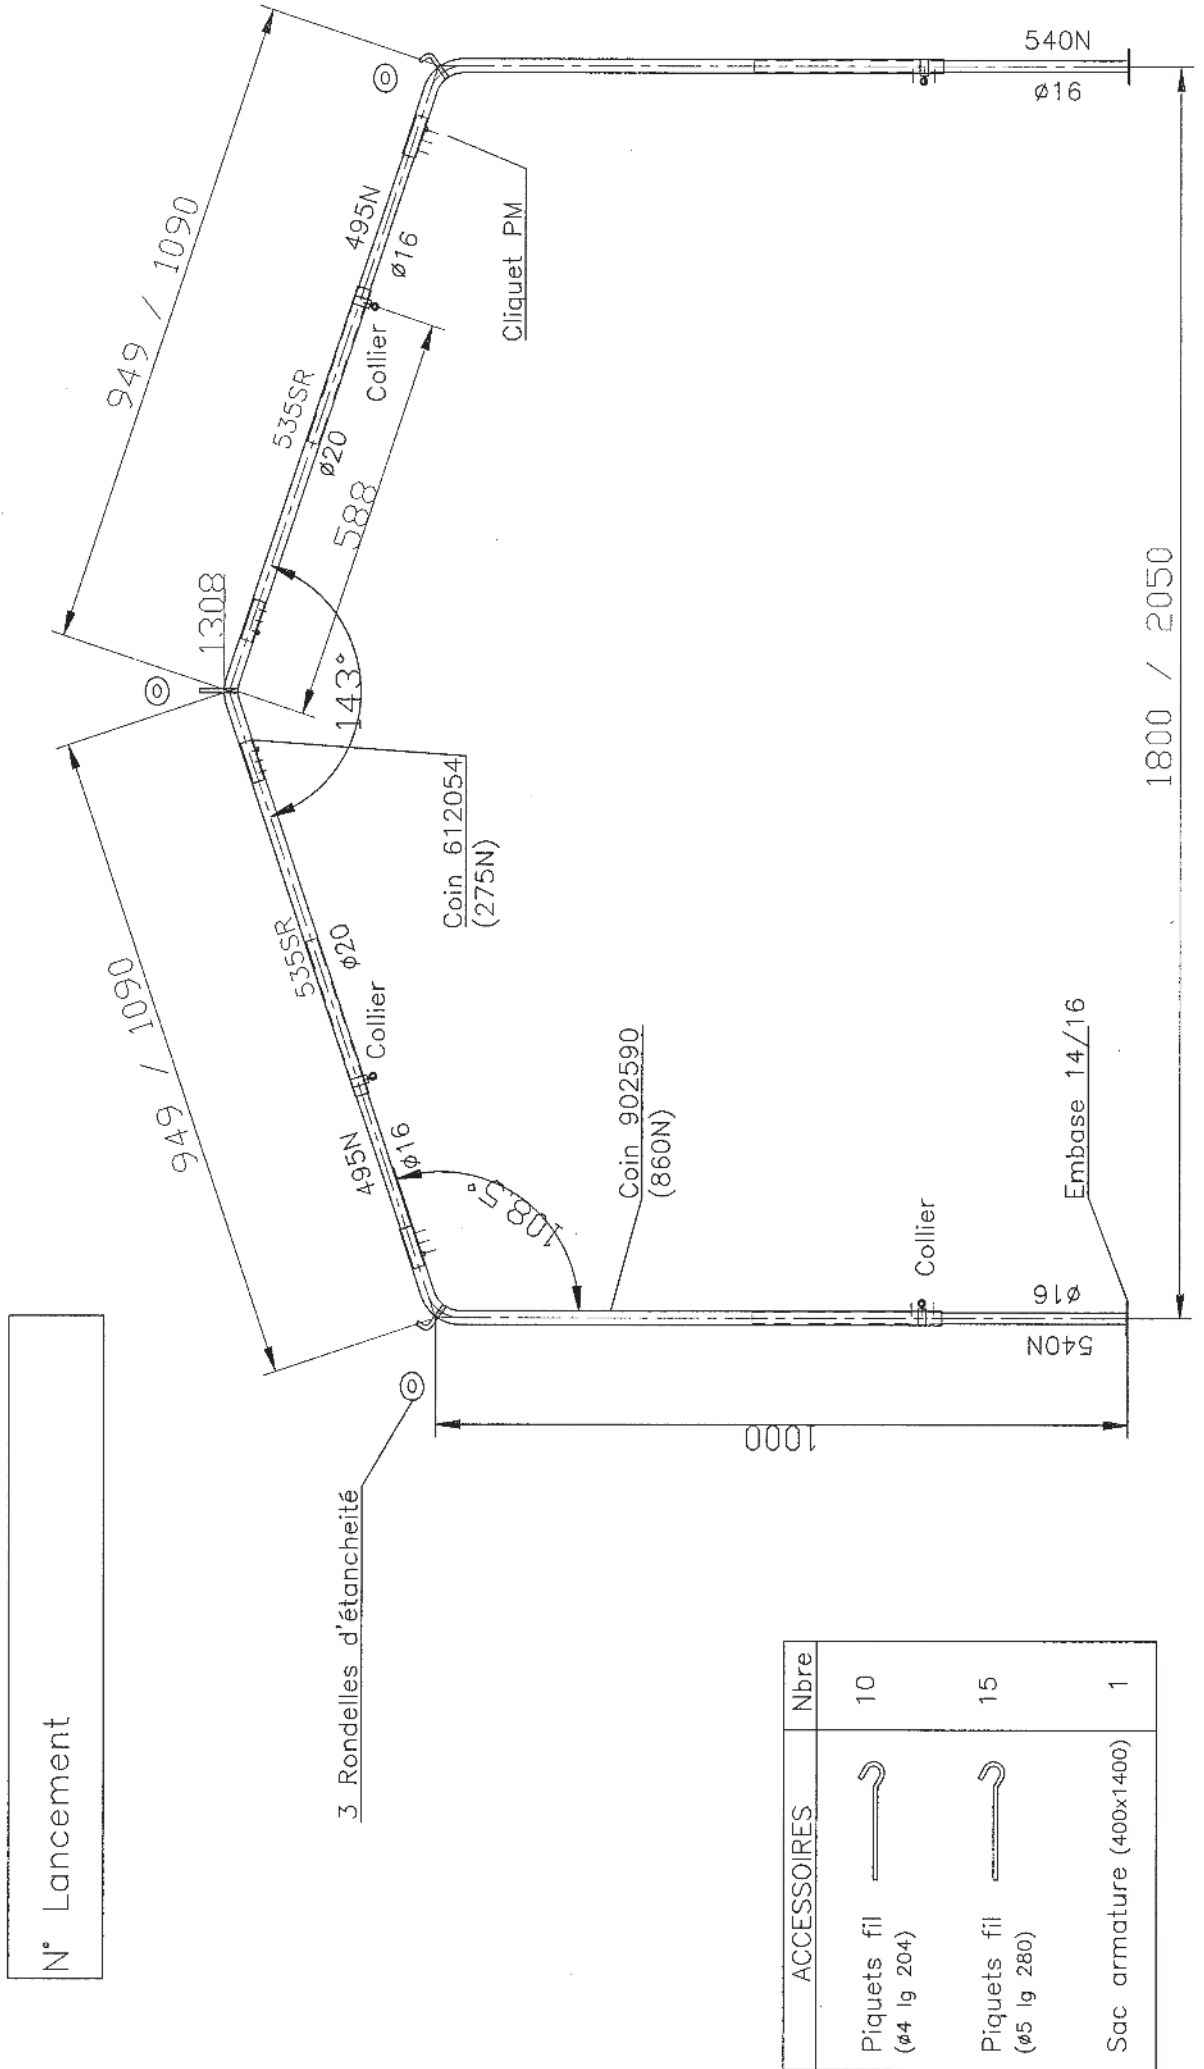 N° Lancement
3 Rondelles d'étancheité
949 / 1090
949 / 1090
1308
588
143°
108.5°
495N
ø16
535SR
ø20
Collier
535SR
ø20
Collier
495N
ø16
Cliquet PM
Coin 612054
(275N)
Coin 902590
(860N)
Collier
Embase 14/16
540N
ø16
540N
ø16
1000
1800 / 2050
ACCESSOIRES Nbre
Piquets fil 10
(ø4 lg 204)
Piquets fil 15
(ø5 lg 280)
Sac armature (400x1400) 1